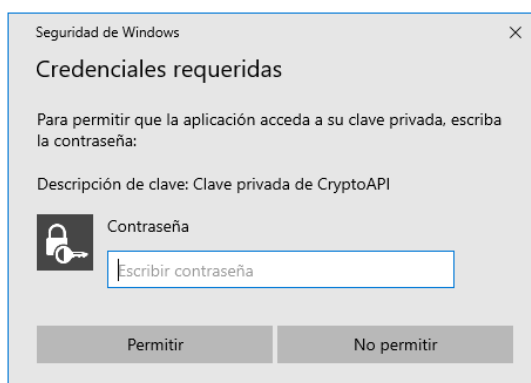 Seguridad de Windows
Credenciales requeridas
Para permitir que la aplicación acceda a su clave privada, escriba
la contraseña:
Descripción de clave: Clave privada de CryptoAPI
Contraseña
Escribir contraseña
Permitir
No permitir